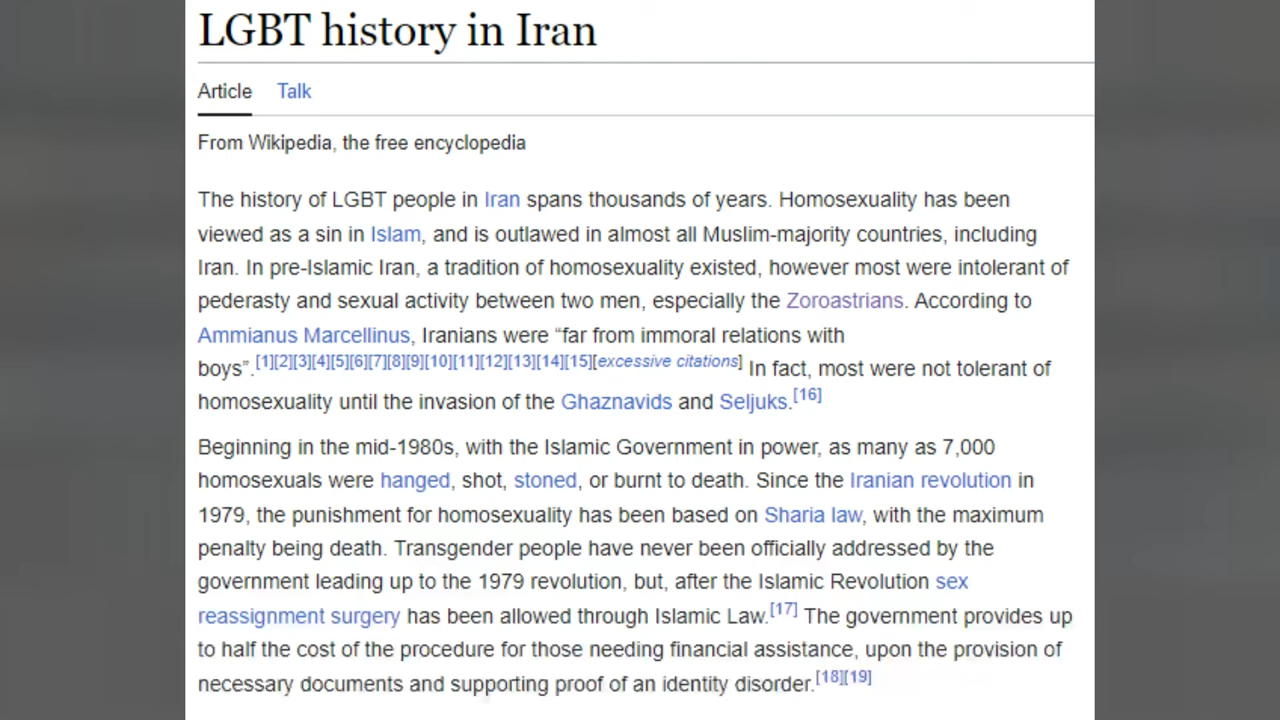 LGBT history in Iran
Article Talk
From Wikipedia, the free encyclopedia
The history of LGBT people in Iran spans thousands of years. Homosexuality has been
viewed as a sin in Islam, and is outlawed in almost all Muslim-majority countries, including
Iran. In pre-Islamic Iran, a tradition of homosexuality existed, however most were intolerant of
pederasty and sexual activity between two men, especially the Zoroastrians. According to
Ammianus Marcellinus, Iranians were “far from immoral relations with
boys”.[1][2][3][4][5][6][7][8][9][10][11][12][13][14][15][excessive citations] In fact, most were not tolerant of
homosexuality until the invasion of the Ghaznavids and Seljuks.[16]
Beginning in the mid-1980s, with the Islamic Government in power, as many as 7,000
homosexuals were hanged, shot, stoned, or burnt to death. Since the Iranian revolution in
1979, the punishment for homosexuality has been based on Sharia law, with the maximum
penalty being death. Transgender people have never been officially addressed by the
government leading up to the 1979 revolution, but, after the Islamic Revolution sex
reassignment surgery has been allowed through Islamic Law.[17] The government provides up
to half the cost of the procedure for those needing financial assistance, upon the provision of
necessary documents and supporting proof of an identity disorder.[18][19]